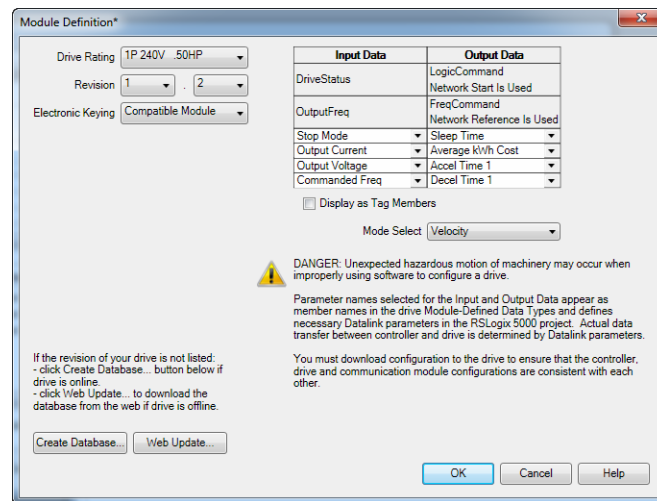 Module Definition*
Drive Rating 1P 240V .50HP
Revision 1 . 2
Electronic Keying Compatible Module
Input Data Output Data
DriveStatus
LogicCommand
Network Start Is Used
OutputFreq
FreqCommand
Network Reference Is Used
Stop Mode Sleep Time
Output Current Average kWh Cost
Output Voltage Accel Time 1
Commanded Freq Decel Time 1
Display as Tag Members
Mode Select Velocity
DANGER: Unexpected hazardous motion of machinery may occur when
improperly using software to configure a drive.
Parameter names selected for the Input and Output Data appear as
member names in the drive Module-Defined Data Types and defines
necessary Datalink parameters in the RSLogix 5000 project. Actual data
transfer between controller and drive is determined by Datalink parameters.
You must download configuration to the drive to ensure that the controller,
drive and communication module configurations are consistent with each
other.
If the revision of your drive is not listed:
- click Create Database... button below if
drive is online.
- click Web Update... to download the
database from the web if drive is offline.
Create Database... Web Update...
OK Cancel Help